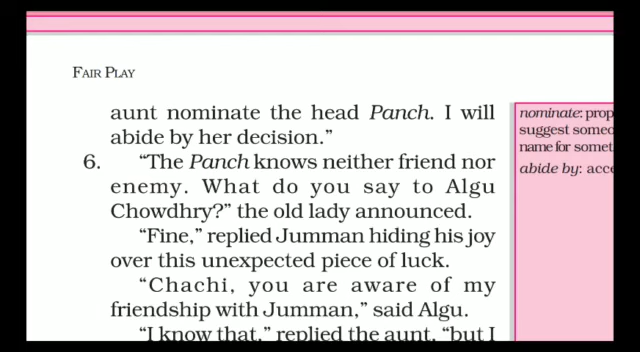 FAIR PLAY
aunt nominate the head Panch. I will
abide by her decision.”
6. “The Panch knows neither friend nor
enemy. What do you say to Algu
Chowdhry?” the old lady announced.
“Fine,” replied Jumman hiding his joy
over this unexpected piece of luck.
“Chachi, you are aware of my
friendship with Jumman,” said Algu.
“I know that,” replied the aunt, “but I
nominate: prop
suggest someo
name for somet
abide by: acce